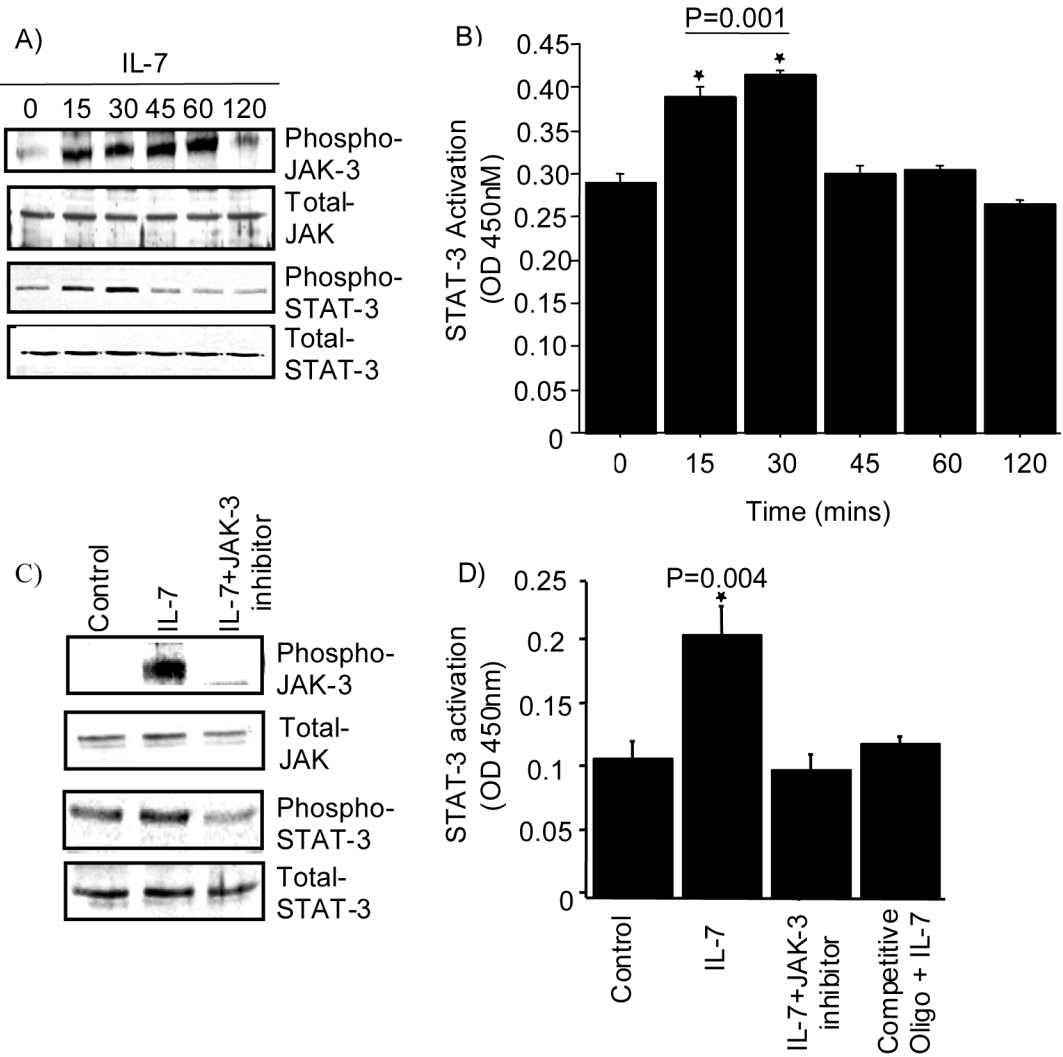 A)
IL-7
0 15 30 45 60 120
Phospho-
JAK-3
Total-
JAK
Phospho-
STAT-3
Total-
STAT-3
B)
P=0.001
STAT-3 Activation
(OD 450nM)
0.45
0.40
0.35
0.30
0.25
0.20
0.15
0.10
0.05
0
0 15 30 45 60 120
Time (mins)
C)
Control
IL-7
IL-7+JAK-3
inhibitor
Phospho-
JAK-3
Total-
JAK
Phospho-
STAT-3
Total-
STAT-3
D)
P=0.004
STAT-3 activation
(OD 450nm)
0.25
0.2
0.15
0.1
0.05
0
Control
IL-7
IL-7+JAK-3
inhibitor
Competitive
Oligo + IL-7